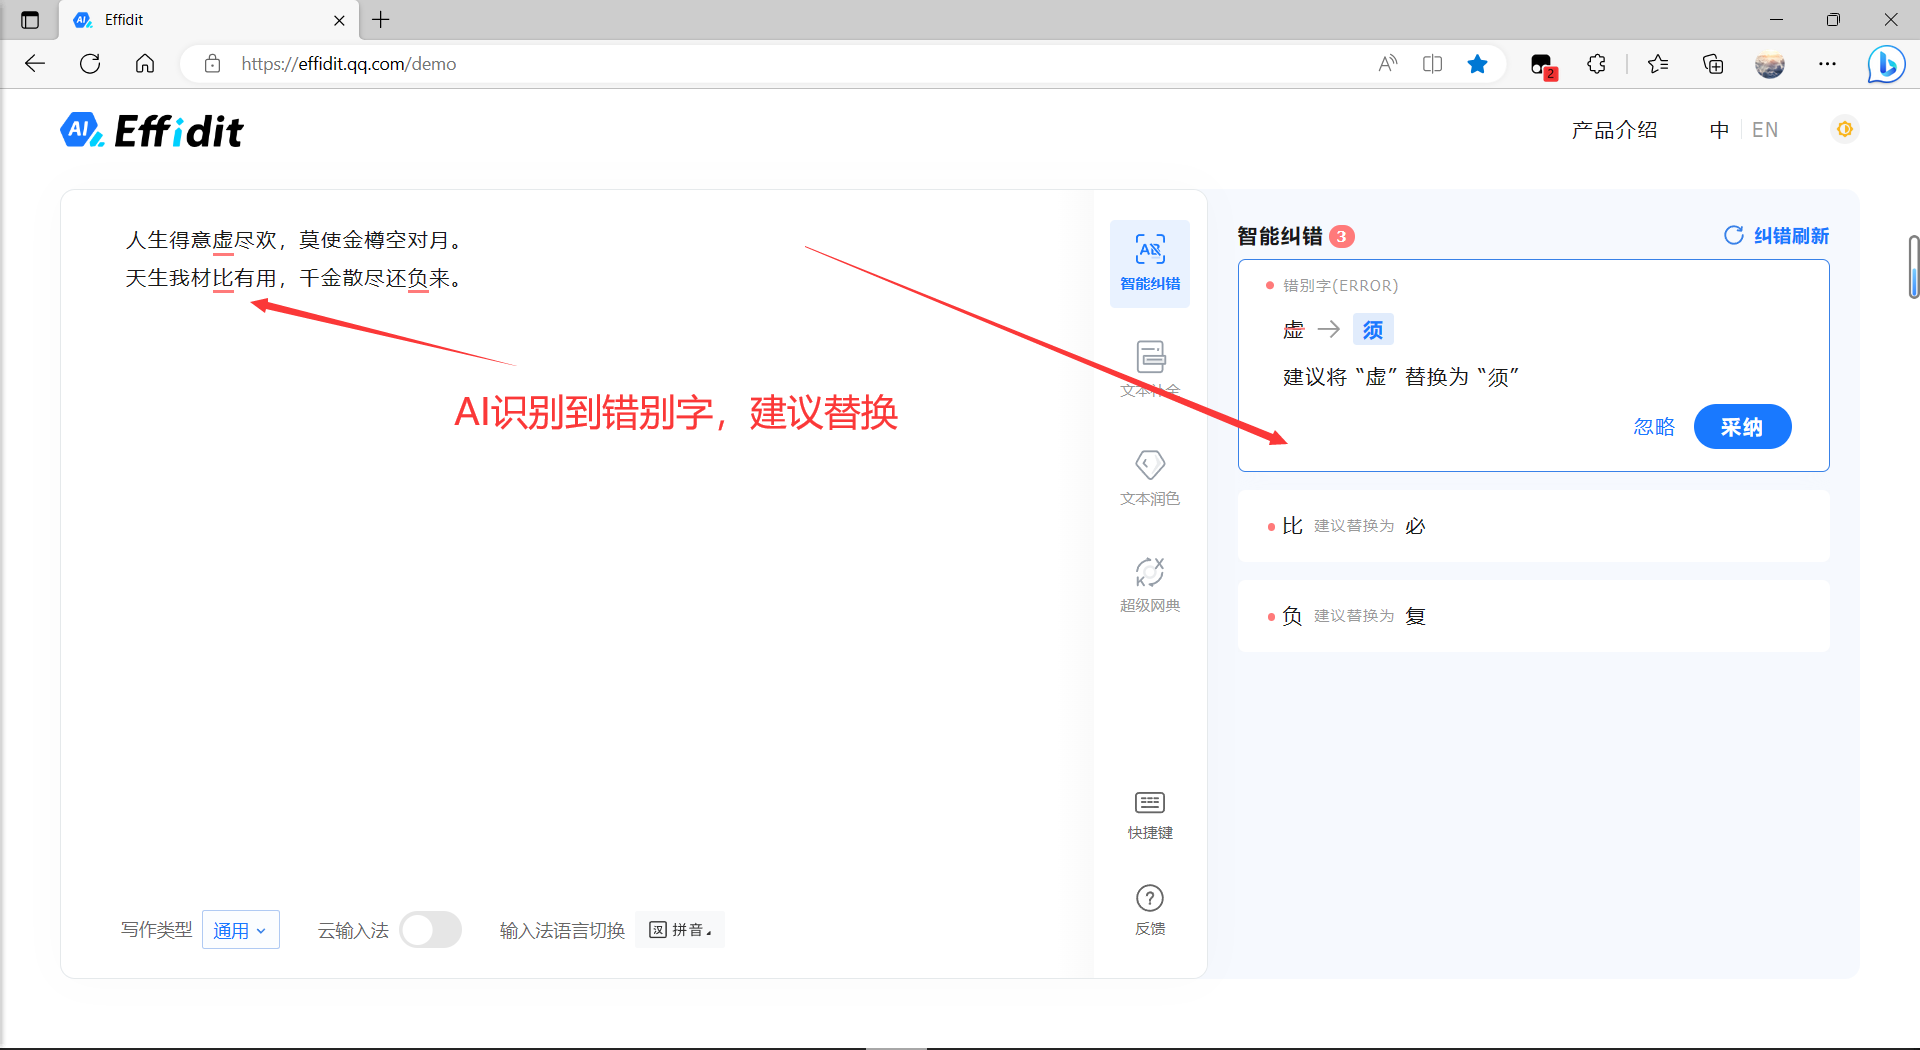 Effidit
https://effidit.qq.com/demo
2
AI Effidit
产品介绍
中
EN
人生得意虚尽欢，莫使金樽空对月。
天生我材比有用，千金散尽还负来。
AI识别到错别字，建议替换
智能纠错
文本补全
文本润色
超级网典
快捷键
反馈
智能纠错 3
纠错刷新
错别字(ERROR)
虚 → 须
建议将 “虚” 替换为 “须”
忽略
采纳
比 建议替换为 必
负 建议替换为 复
写作类型 通用
云输入法
输入法语言切换 汉 拼音